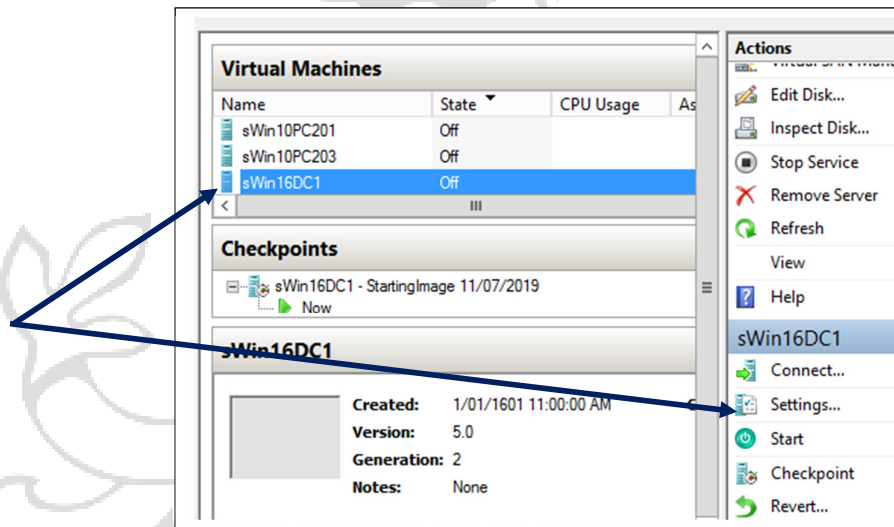 Virtual Machines
Name State CPU Usage As
sWin10PC201 Off
sWin10PC203 Off
sWin16DC1 Off
Checkpoints
sWin16DC1 - StartingImage 11/07/2019
Now
sWin16DC1
Created: 1/01/1601 11:00:00 AM
Version: 5.0
Generation: 2
Notes: None
Actions
Edit Disk...
Inspect Disk...
Stop Service
Remove Server
Refresh
View
Help
sWin16DC1
Connect...
Settings...
Start
Checkpoint
Revert...